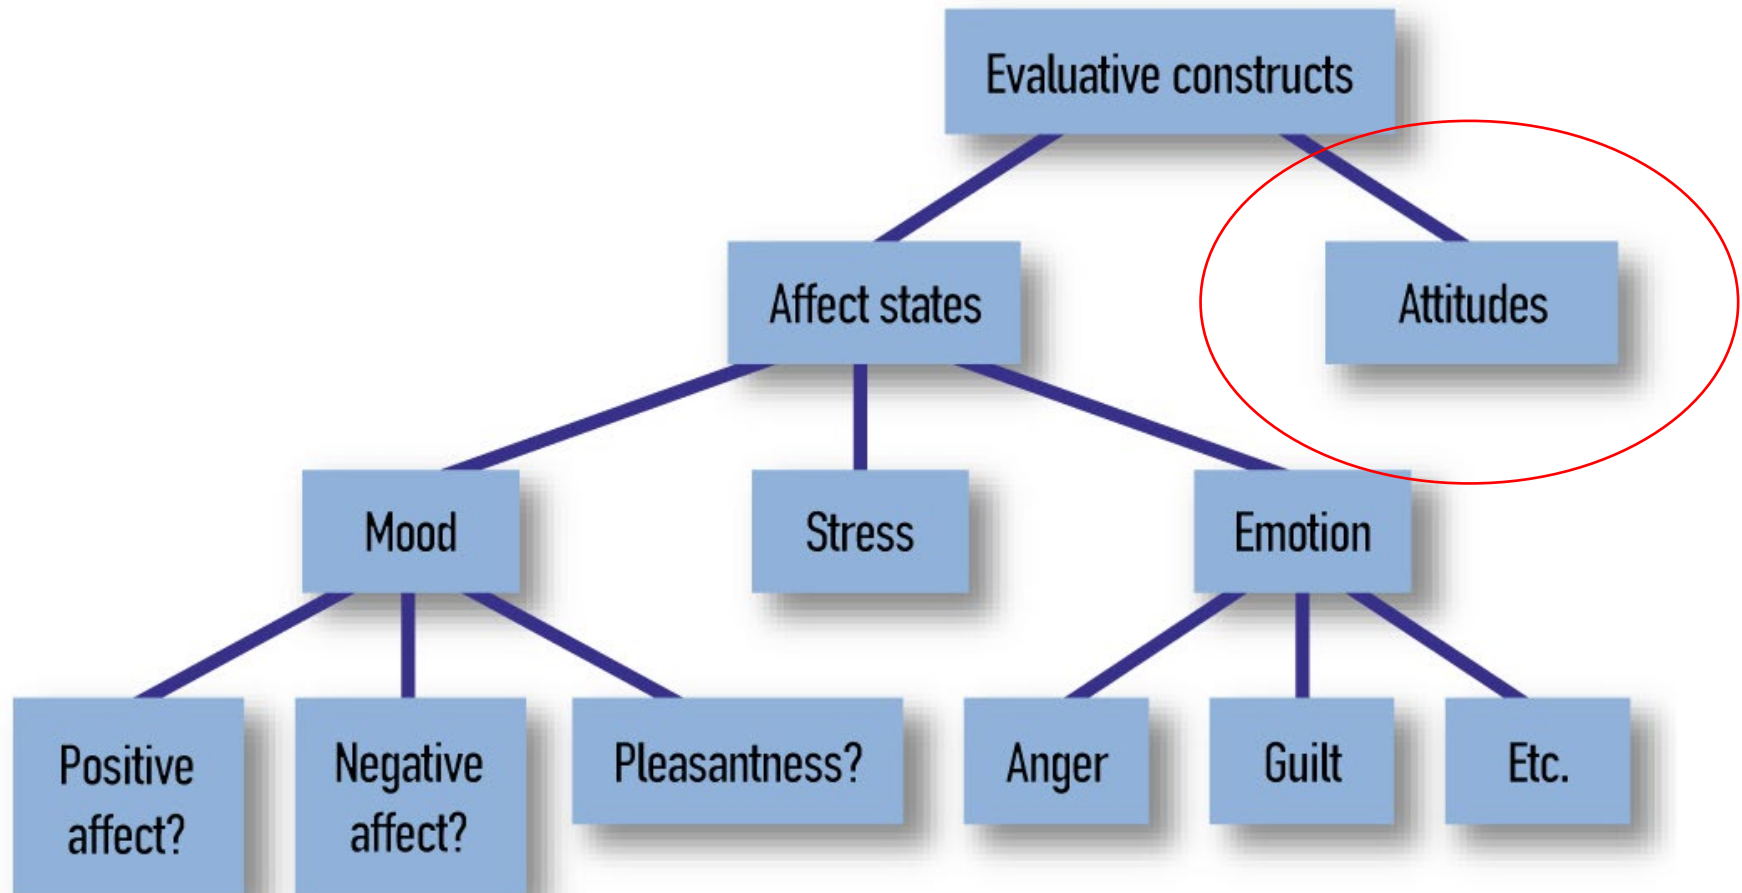 Evaluative constructs
Affect states
Attitudes
Mood
Stress
Emotion
Positive
affect?
Negative
affect?
Pleasantness?
Anger
Guilt
Etc.